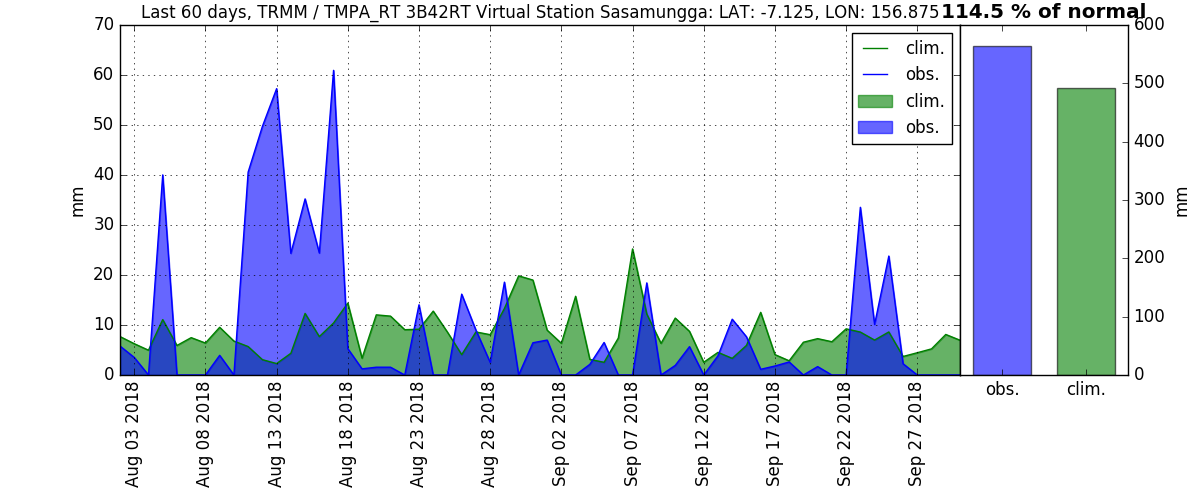 Last 60 days, TRMM / TMPA_RT 3B42RT Virtual Station Sasamungga: LAT: -7.125, LON: 156.875
114.5 % of normal
70
60
50
40
30
20
10
0
mm
clim.
obs.
clim.
obs.
Aug 03 2018
Aug 08 2018
Aug 13 2018
Aug 18 2018
Aug 23 2018
Aug 28 2018
Sep 02 2018
Sep 07 2018
Sep 12 2018
Sep 17 2018
Sep 22 2018
Sep 27 2018
600
500
400
300
200
100
0
mm
obs.
clim.